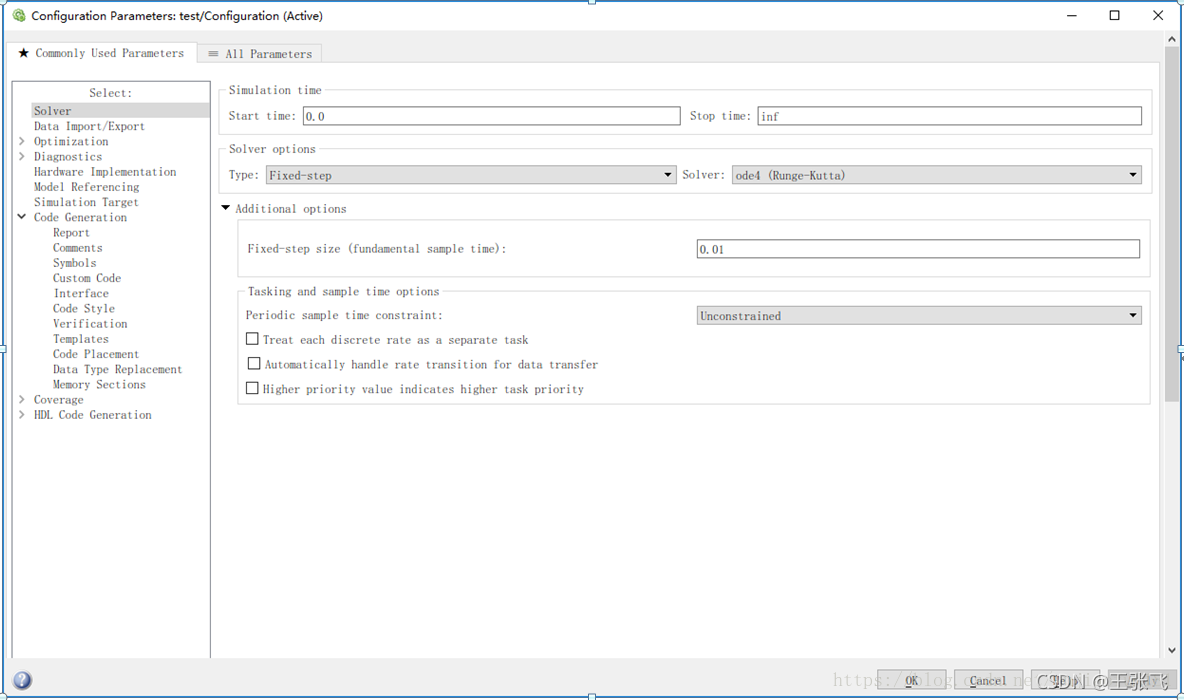 Configuration Parameters: test/Configuration (Active)
★ Commonly Used Parameters
≡ All Parameters
Select:
Solver
Data Import/Export
Optimization
Diagnostics
Hardware Implementation
Model Referencing
Simulation Target
Code Generation
Report
Comments
Symbols
Custom Code
Interface
Code Style
Verification
Templates
Code Placement
Data Type Replacement
Memory Sections
Coverage
HDL Code Generation
Simulation time
Start time: 0.0 Stop time: inf
Solver options
Type: Fixed-step Solver: ode4 (Runge-Kutta)
Additional options
Fixed-step size (fundamental sample time): 0.01
Tasking and sample time options
Periodic sample time constraint: Unconstrained
Treat each discrete rate as a separate task
Automatically handle rate transition for data transfer
Higher priority value indicates higher task priority
OK Cancel
CSDN @王张飞